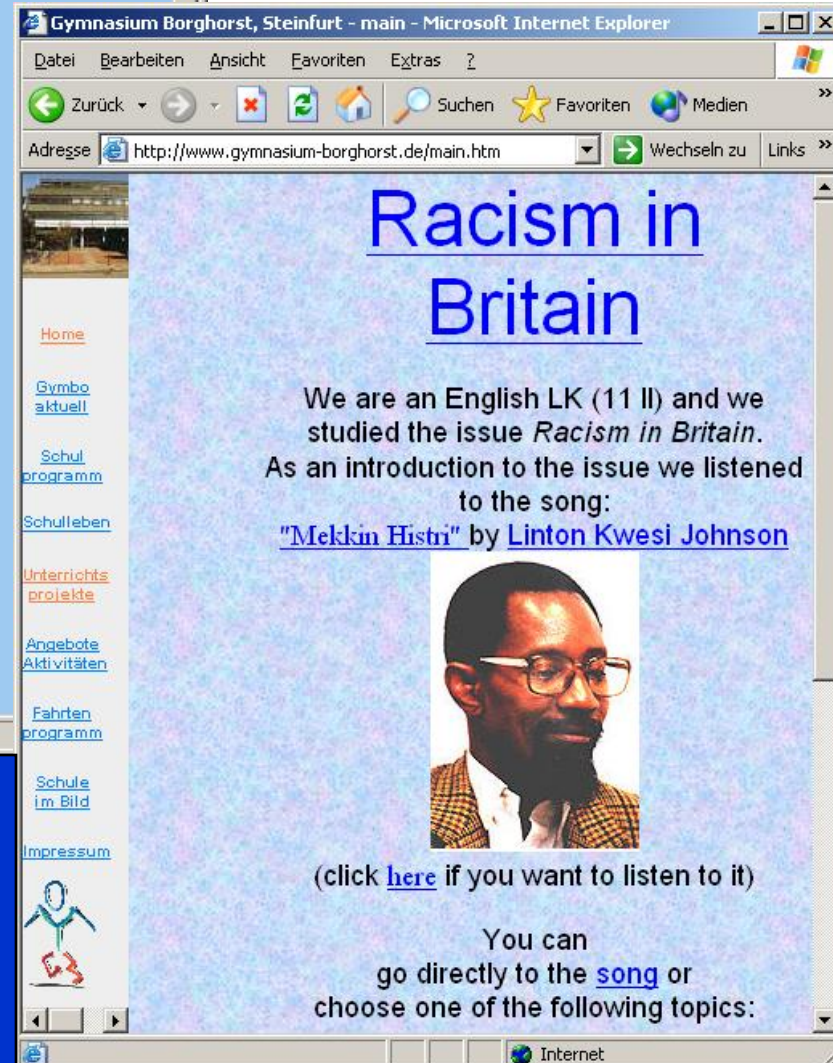 Gymnasium Borghorst, Steinfurt - main - Microsoft Internet Explorer
Datei Bearbeiten Ansicht Favoriten Extras ?
Zurück Suchen Favoriten Medien »
Adresse http://www.gymnasium-borghorst.de/main.htm Wechseln zu Links »
Home
Gymbo
aktuell
Schul
programm
Schulleben
Unterrichts
projekte
Angebote
Aktivitäten
Fahrten
programm
Schule
im Bild
Impressum
Racism in
Britain
We are an English LK (11 II) and we
studied the issue Racism in Britain.
As an introduction to the issue we listened
to the song:
"Mekkin Histri" by Linton Kwesi Johnson
(click here if you want to listen to it)
You can
go directly to the song or
choose one of the following topics:
Internet